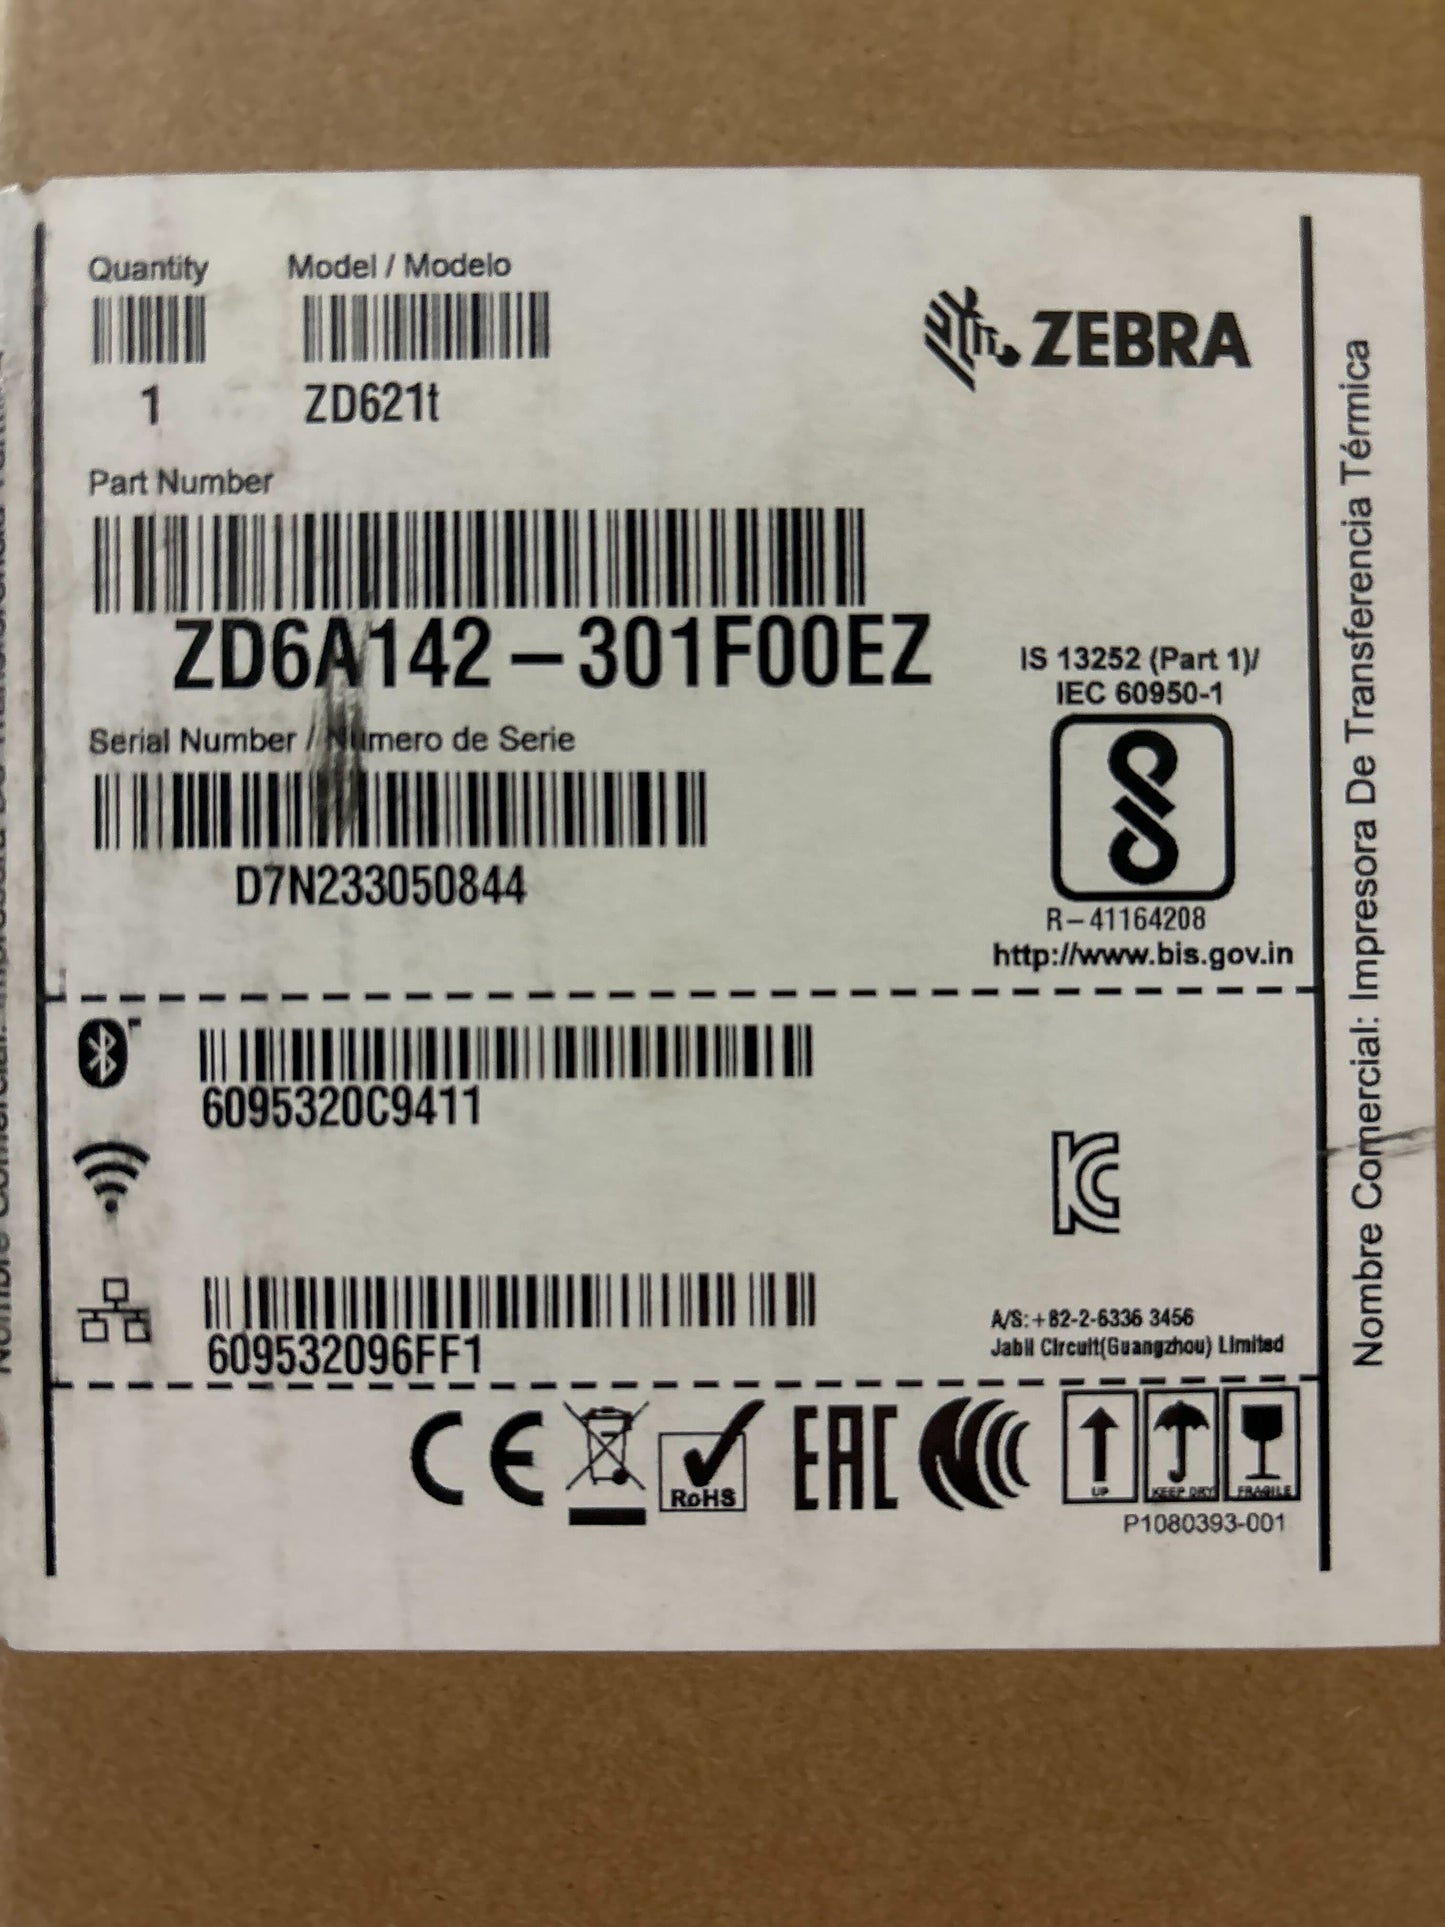 Quantity
Model / Modelo
1
ZD621t
ZEBRA
Part Number
ZD6A142-301F00EZ
Serial Number / Número de Serie
D7N233050844
IS 13252 (Part 1)/
IEC 60950-1
R-41164208
http://www.bis.gov.in
6095320C9411
609532096FF1
A/S:+82-2-6336 3456
Jabil Circuit(Guangzhou) Limited
CE
RoHS
EAC
UP
KEEP DRY
FRAGILE
P1080393-001
Nombre Comercial: Impresora De Transferencia Térmica